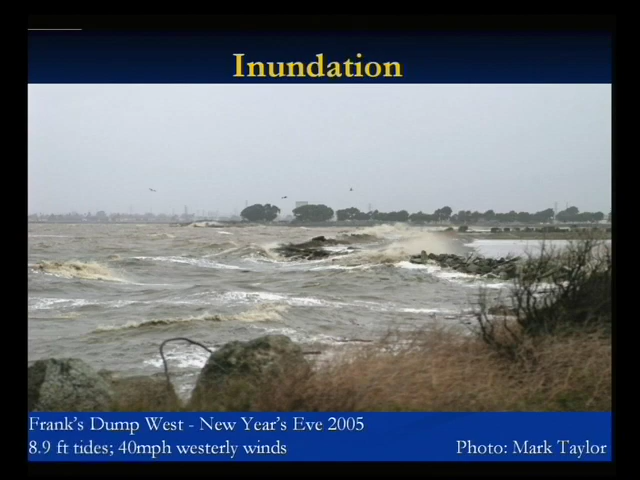 Inundation
Frank's Dump West - New Year's Eve 2005
8.9 ft tides; 40mph westerly winds
Photo: Mark Taylor